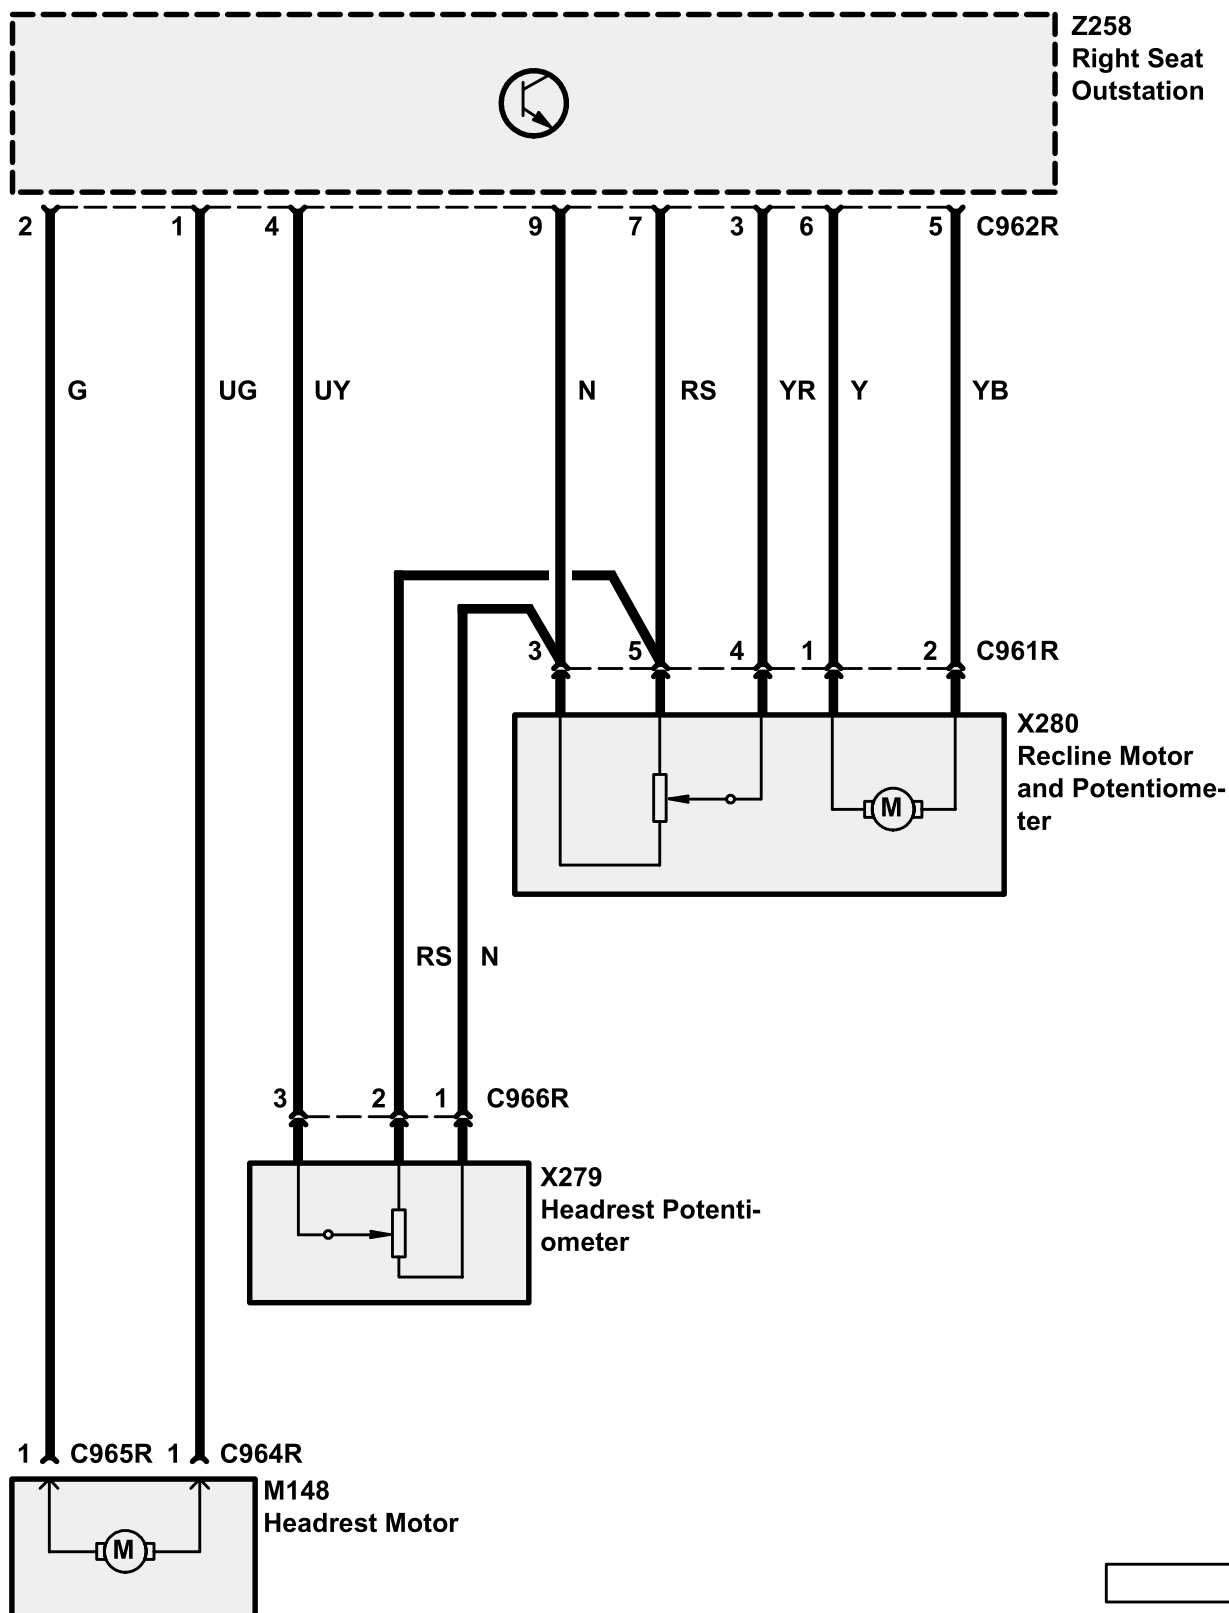 Z258
Right Seat
Outstation
2 1 4 9 7 3 6 5 C962R
G UG UY N RS YR Y YB
3 5 4 1 2 C961R
X280
Recline Motor
and Potentiome-
ter
M
RS N
3 2 1 C966R
X279
Headrest Potenti-
ometer
1 C965R 1 C964R
M148
Headrest Motor
M